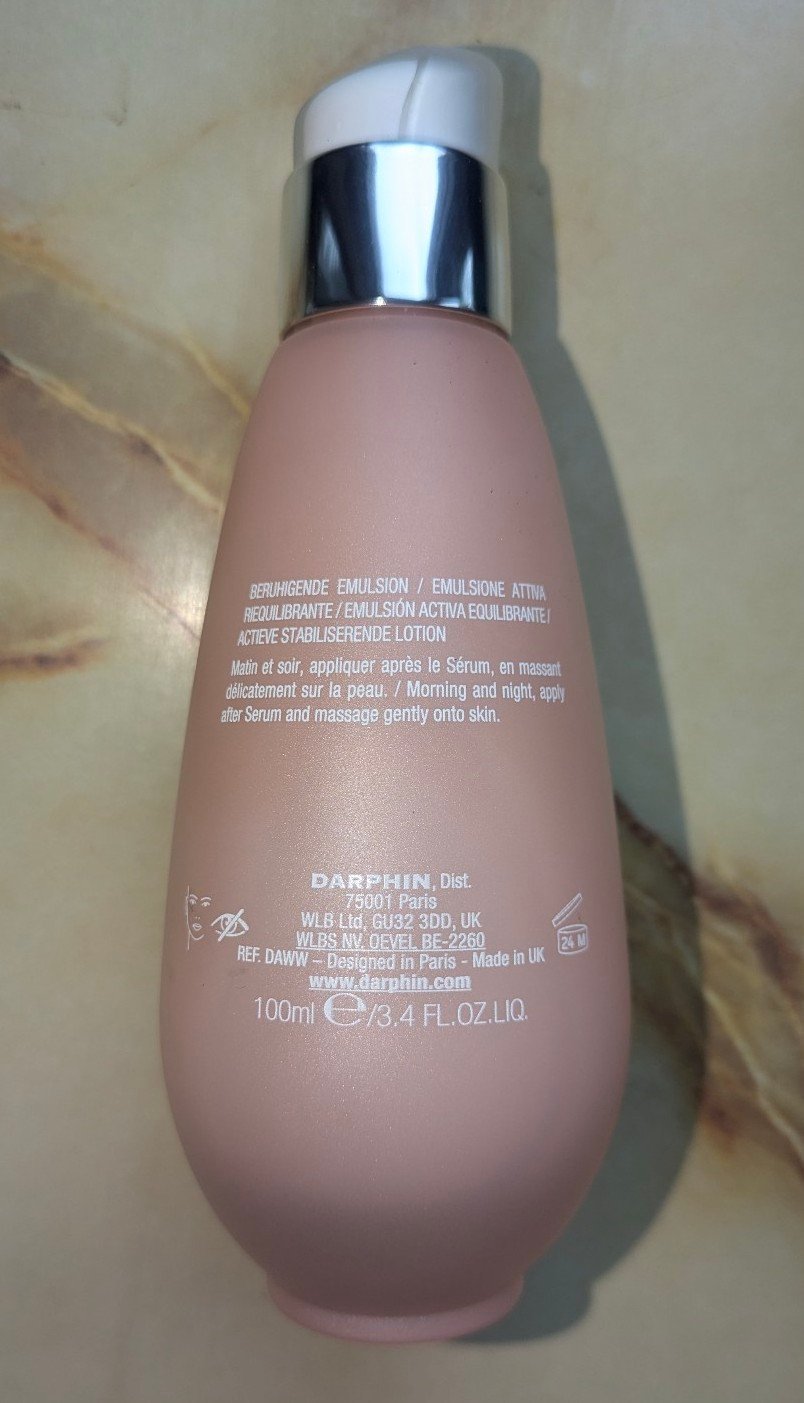 BERUHIGENDE EMULSION / EMULSIONE ATTIVA
RIEQUILIBRANTE / EMULSIÓN ACTIVA EQUILIBRANTE /
ACTIEVE STABILISERENDE LOTION
Matin et soir, appliquer après le Sérum, en massant
délicatement sur la peau. / Morning and night, apply
after Serum and massage gently onto skin.
DARPHIN, Dist.
75001 Paris
WLB Ltd, GU32 3DD, UK
WLBS NV, OEVEL BE-2260
REF. DAWW – Designed in Paris - Made in UK
www.darphin.com
100ml e/3.4 FL.OZ.LIQ.
24 M